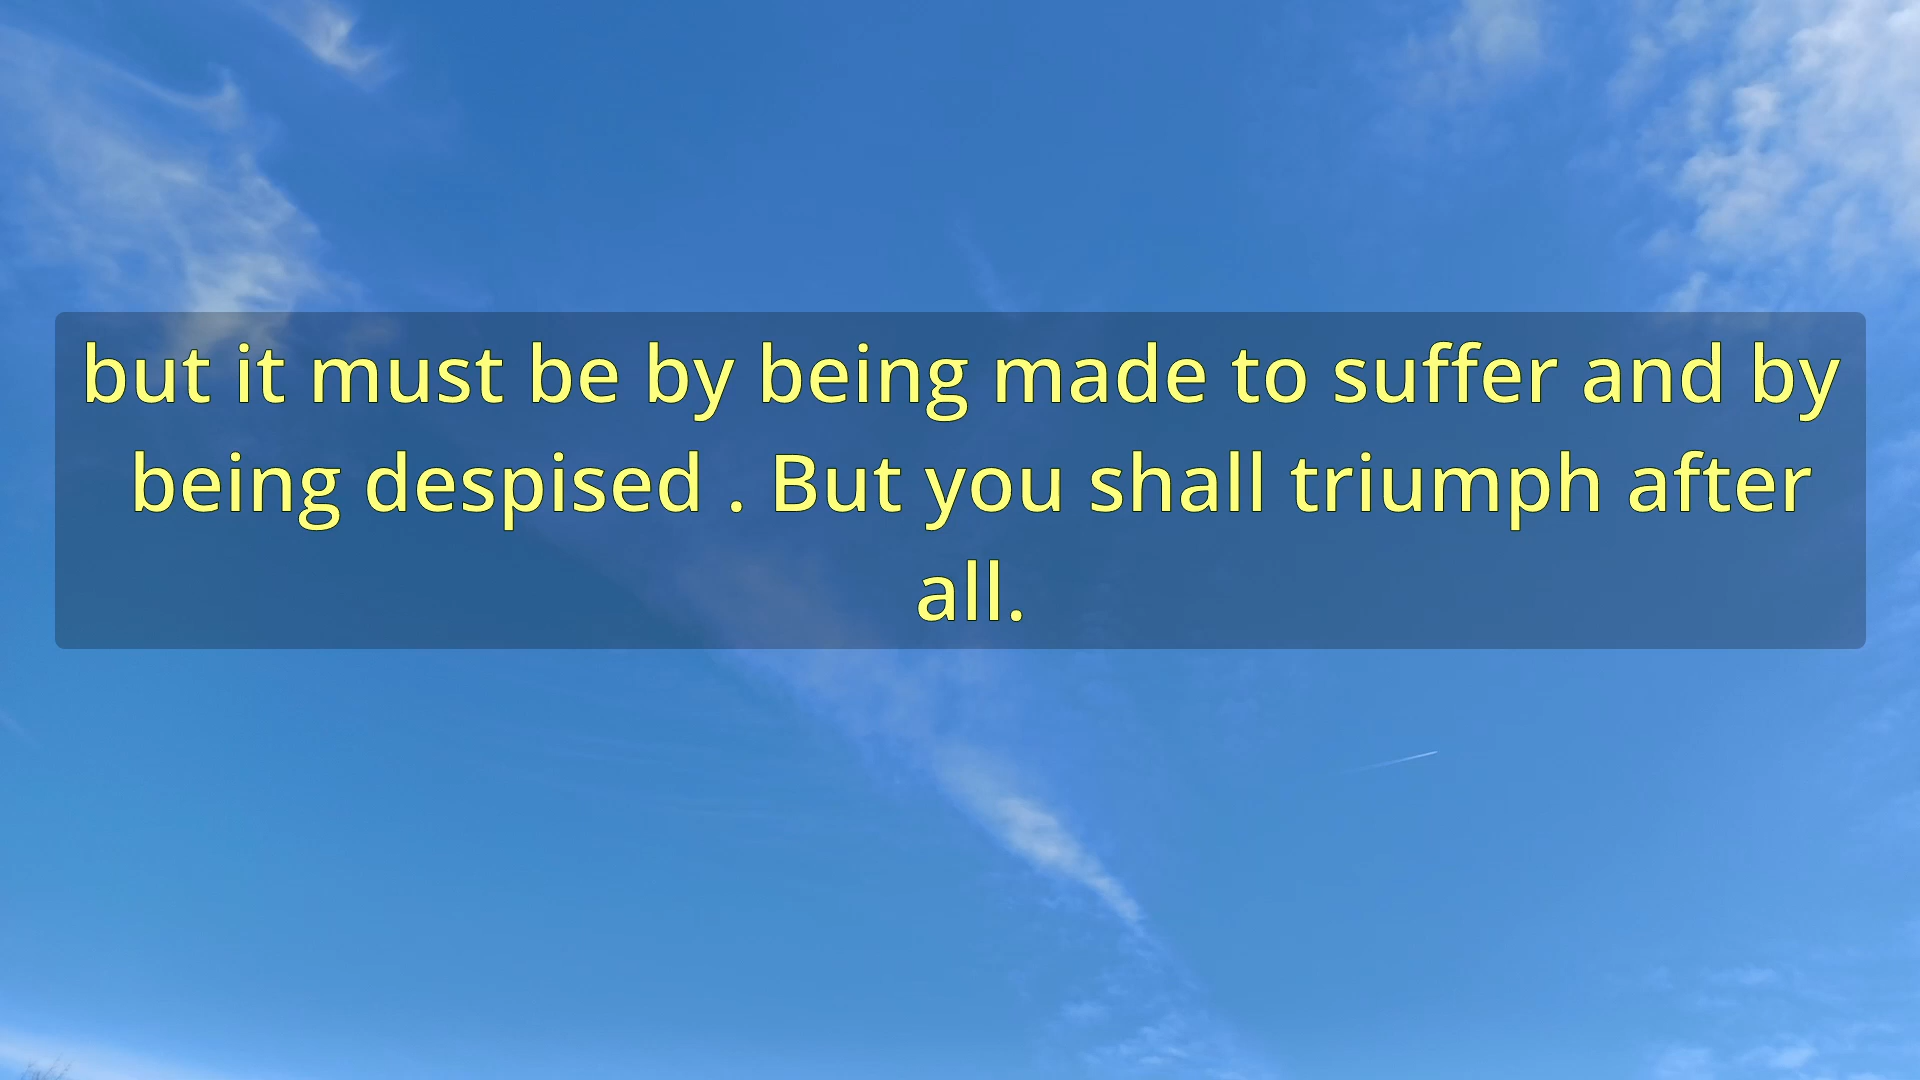 but it must be by being made to suffer and by
being despised . But you shall triumph after
all.